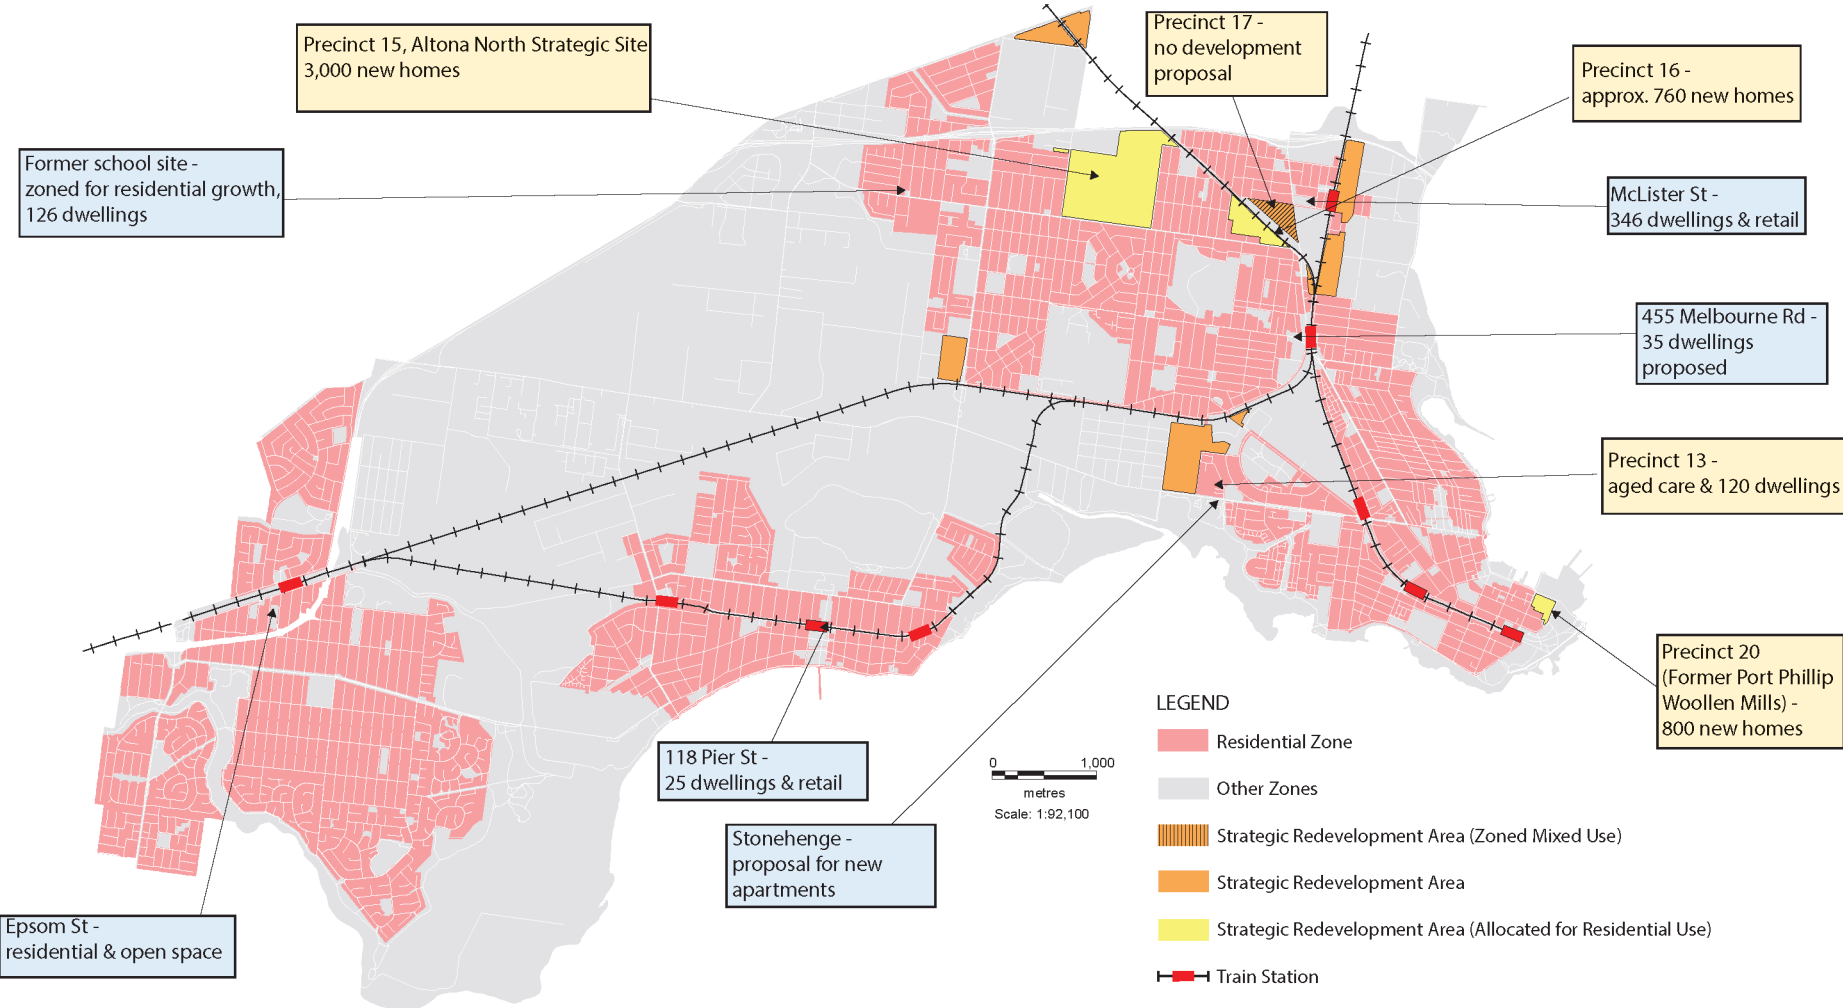 Precinct 15, Altona North Strategic Site
3,000 new homes
Precinct 17 -
no development
proposal
Precinct 16 -
approx. 760 new homes
Former school site -
zoned for residential growth,
126 dwellings
McLister St -
346 dwellings & retail
455 Melbourne Rd -
35 dwellings
proposed
Precinct 13 -
aged care & 120 dwellings
Precinct 20
(Former Port Phillip
Woollen Mills) -
800 new homes
118 Pier St -
25 dwellings & retail
Stonehenge -
proposal for new
apartments
Epsom St -
residential & open space
0 1,000
metres
Scale: 1:92,100
LEGEND
Residential Zone
Other Zones
Strategic Redevelopment Area (Zoned Mixed Use)
Strategic Redevelopment Area
Strategic Redevelopment Area (Allocated for Residential Use)
Train Station